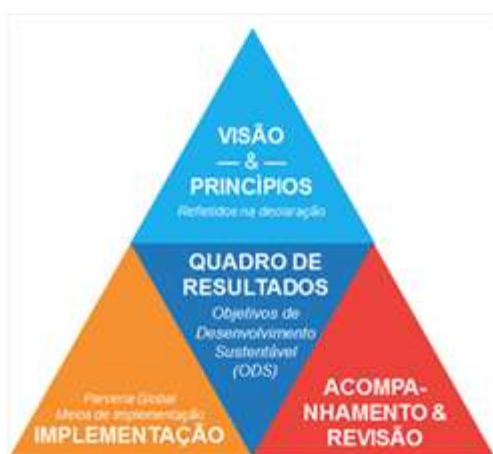 VISÃO
— & —
PRINCÌPIOS
Refletidos na declaração
QUADRO DE
RESULTADOS
Objetivos de
Desenvolvimento
Sustentável
(ODS)
Parceria Global
Meios de implementação
IMPLEMENTAÇÃO
ACOMPA-
NHAMENTO &
REVISÃO